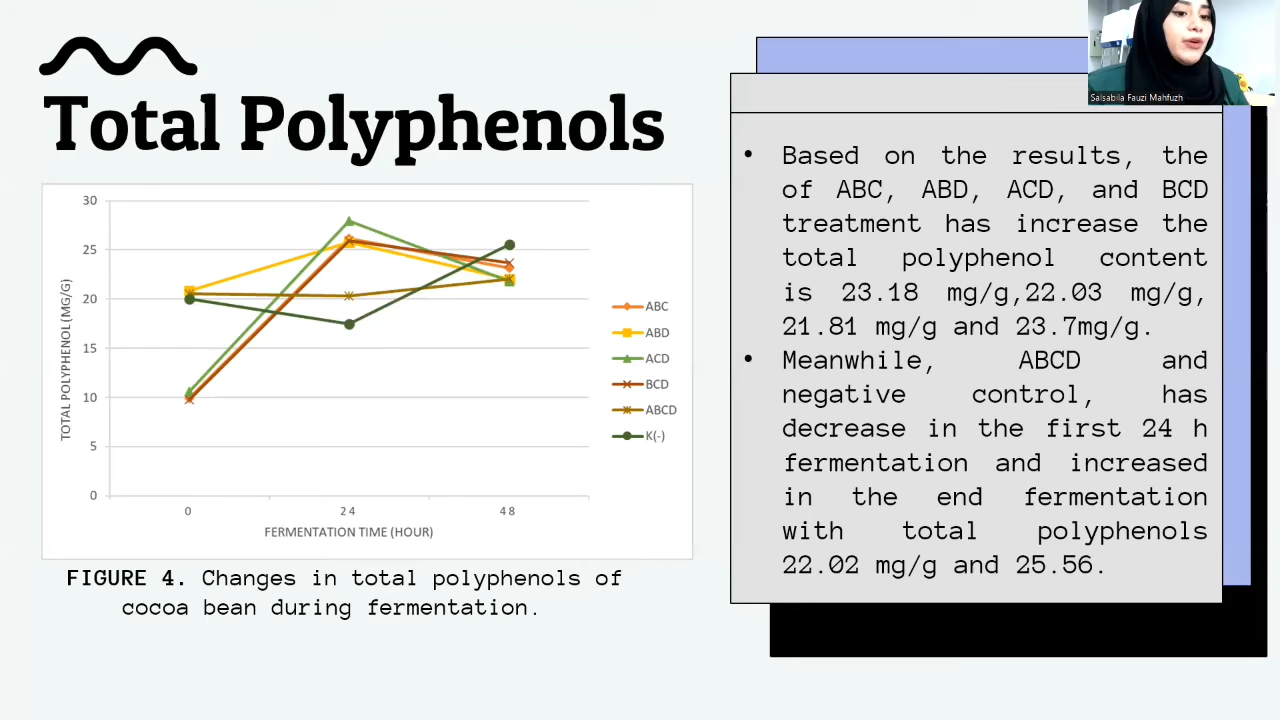 Total Polyphenols
Salsabila Fauzi Mahfuzh
30
25
20
15
10
5
0
TOTAL POLYPHENOL (MG/G)
0 24 48
FERMENTATION TIME (HOUR)
ABC
ABD
ACD
BCD
ABCD
K(-)
FIGURE 4. Changes in total polyphenols of
cocoa bean during fermentation.
• Based on the results, the
of ABC, ABD, ACD, and BCD
treatment has increase the
total polyphenol content
is 23.18 mg/g,22.03 mg/g,
21.81 mg/g and 23.7mg/g.
• Meanwhile, ABCD and
negative control, has
decrease in the first 24 h
fermentation and increased
in the end fermentation
with total polyphenols
22.02 mg/g and 25.56.